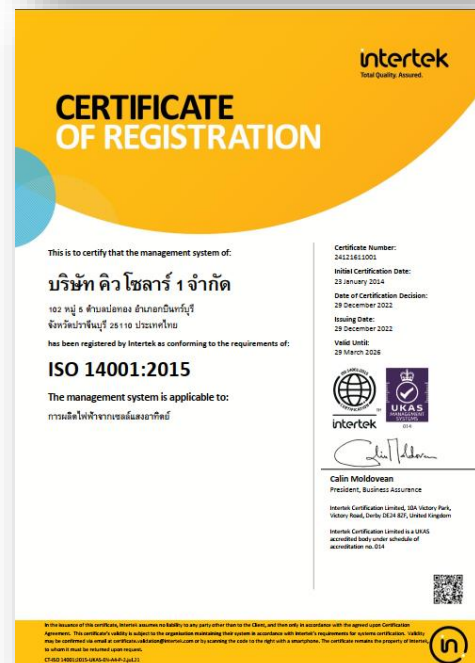 intertek
Total Quality. Assured.
CERTIFICATE
OF REGISTRATION
This is to certify that the management system of:
บริษัท คิว โซลาร์ 1 จำกัด
102 หมู่ 5 ตำบลบ่อทอง อำเภอกบินทร์บุรี
จังหวัดปราจีนบุรี 25110 ประเทศไทย
has been registered by Intertek as conforming to the requirements of:
ISO 14001:2015
The management system is applicable to:
การผลิตไฟฟ้าจากเซลล์แสงอาทิตย์
Certificate Number:
24121611001
Initial Certification Date:
23 January 2014
Date of Certification Decision:
29 December 2022
Issuing Date:
29 December 2022
Valid Until:
29 March 2026
intertek
UKAS
MANAGEMENT
SYSTEMS
014
Calin Moldovean
President, Business Assurance
Intertek Certification Limited, 10A Victory Park,
Victory Road, Derby DE24 8ZF, United Kingdom
Intertek Certification Limited is a UKAS
accredited body under schedule of
accreditation no. 014
In the issuance of this certificate, Intertek assumes no liability to any party other than to the Client, and then only in accordance with the agreed upon Certification
Agreement. This certificate's validity is subject to the organisation maintaining their system in accordance with Intertek's requirements for systems certification. Validity
may be confirmed via email at certificate.validation@intertek.com or by scanning the code to the right with a smartphone. The certificate remains the property of Intertek,
to whom it must be returned upon request.
CT-ISO 14001:2015-UKAS-EN-A4-P-2.jul.21
in